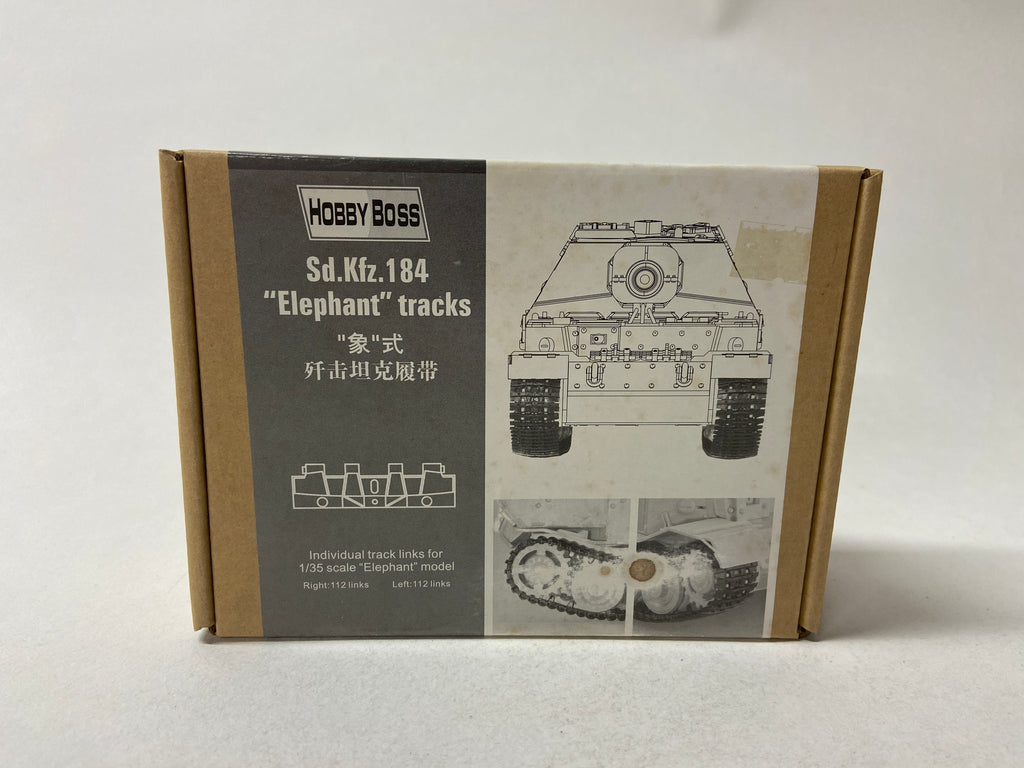 HOBBY BOSS
Sd.Kfz.184
“Elephant” tracks
"象"式
歼击坦克履带
Individual track links for
1/35 scale “Elephant” model
Right:112 links Left:112 links